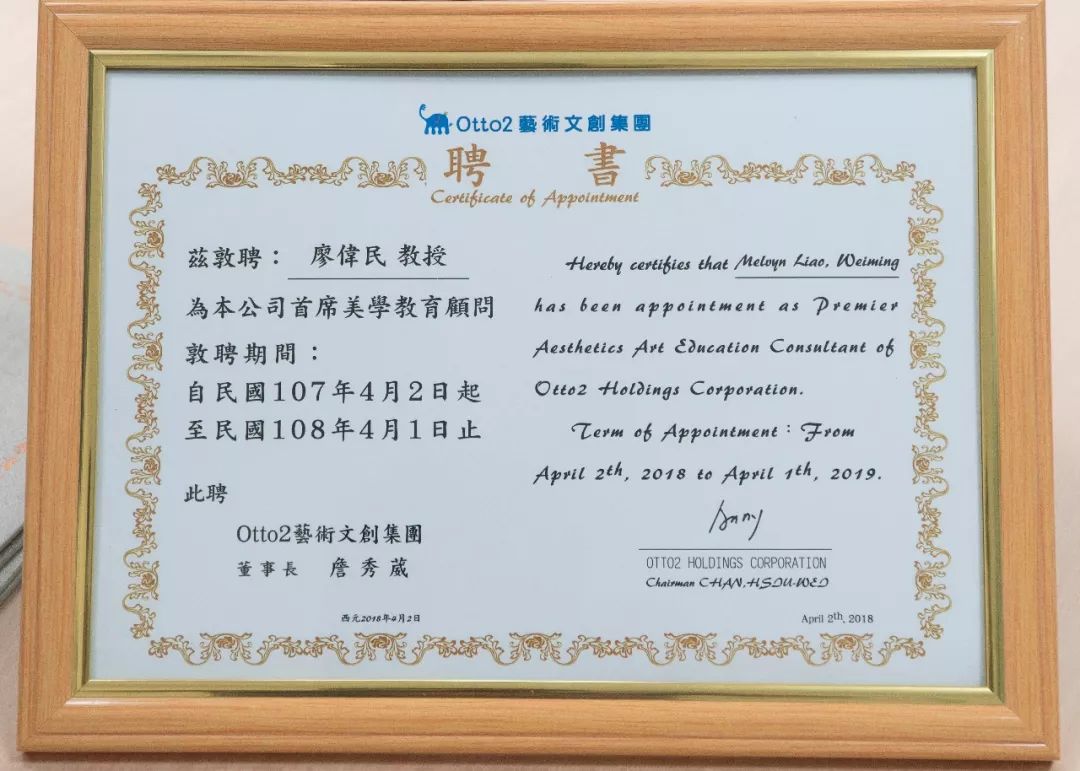 Otto2藝術文創集團
聘書
Certificate of Appointment
茲敦聘：廖偉民 教授
為本公司首席美學教育顧問
敦聘期間：
自民國107年4月2日起
至民國108年4月1日止
此聘
Otto2藝術文創集團
董事長 詹秀葳
西元2018年4月2日
Hereby certifies that Melvyn Liao, Weiming
has been appointment as Premier
Aesthetics Art Education Consultant of
Otto2 Holdings Corporation.
Term of Appointment：From
April 2th, 2018 to April 1th, 2019.
OTTO2 HOLDINGS CORPORATION
Chairman CHAN,HSIU-WEI
April 2th, 2018